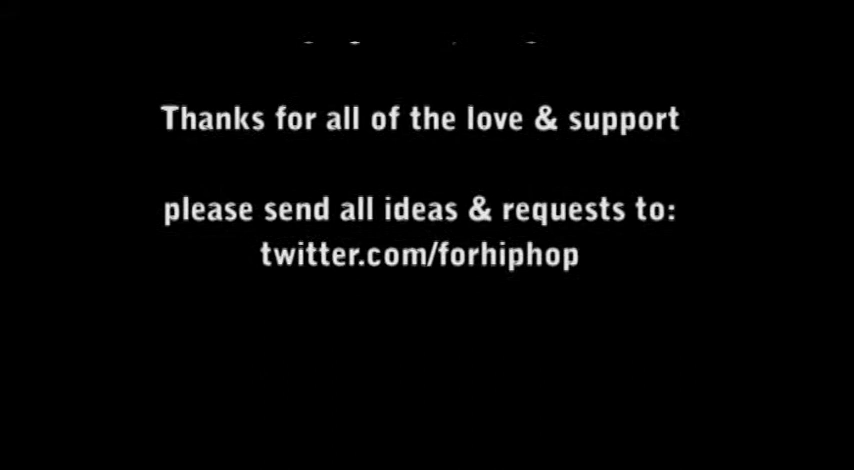 Thanks for all of the love & support
please send all ideas & requests to:
twitter.com/forhiphop